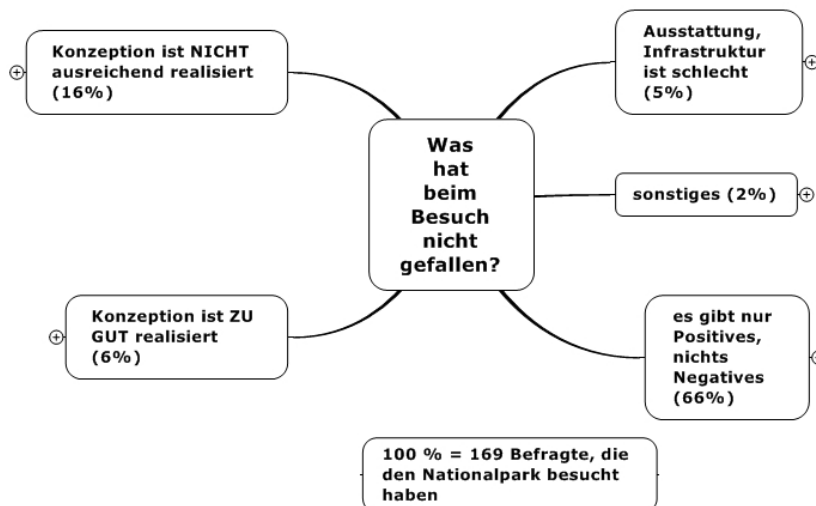 Konzeption ist NICHT
ausreichend realisiert
(16%)
Ausstattung,
Infrastruktur
ist schlecht
(5%)
Was
hat
beim
Besuch
nicht
gefallen?
sonstiges (2%)
Konzeption ist ZU
GUT realisiert
(6%)
es gibt nur
Positives,
nichts
Negatives
(66%)
100 % = 169 Befragte, die
den Nationalpark besucht
haben